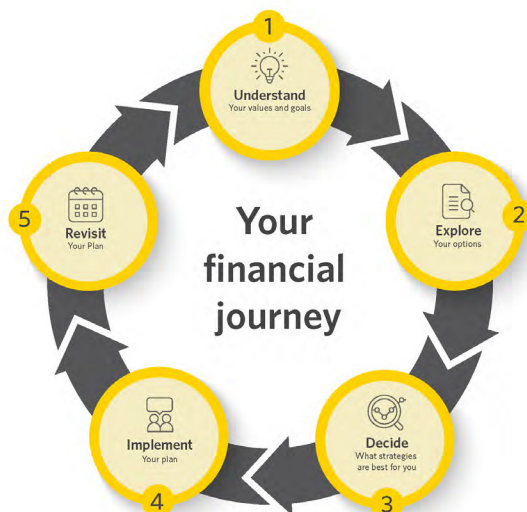 1
Understand
Your values and goals
2
Explore
Your options
3
Decide
What strategies
are best for you
4
Implement
Your plan
5
Revisit
Your Plan
Your
financial
journey